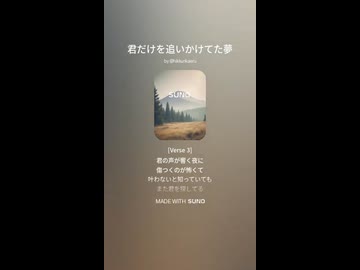 君だけを追いかけてた夢
SUNO
[Verse 3]
君の声が響く夜に
傷つくのが怖くて
叶わないと知っていても
また君を探してる
MADE WITH SUNO